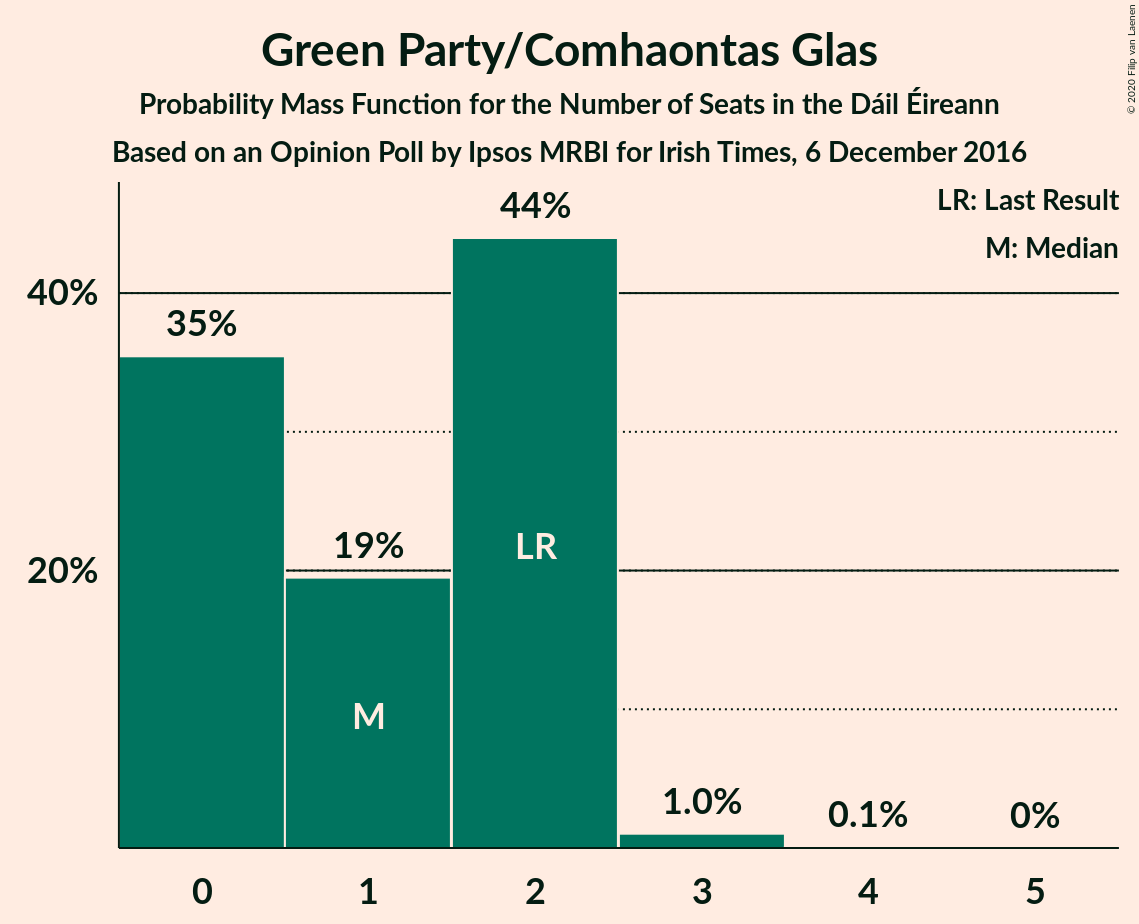 Green Party/Comhaontas Glas
Probability Mass Function for the Number of Seats in the Dáil Éireann
Based on an Opinion Poll by Ipsos MRBI for Irish Times, 6 December 2016
© 2020 Filip van Laenen
LR: Last Result
M: Median
44%
40%
35%
19%
LR
20%
M
1.0%
0.1%
0%
0 1 2 3 4 5